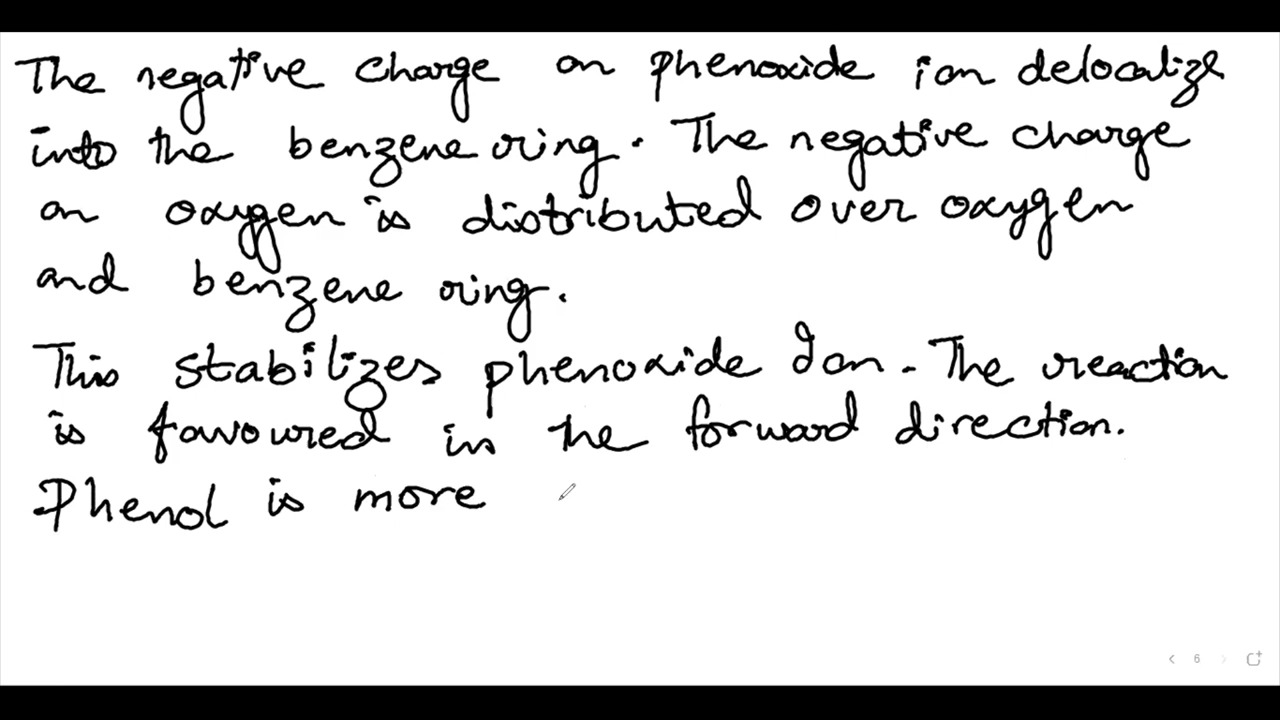 The negative charge on phenoxide ion delocalize
into the benzene ring. The negative charge
on oxygen is distributed over oxygen
and benzene ring.
This stabilizes phenoxide Ion. The reaction
is favoured in the forward direction.
Phenol is more
6